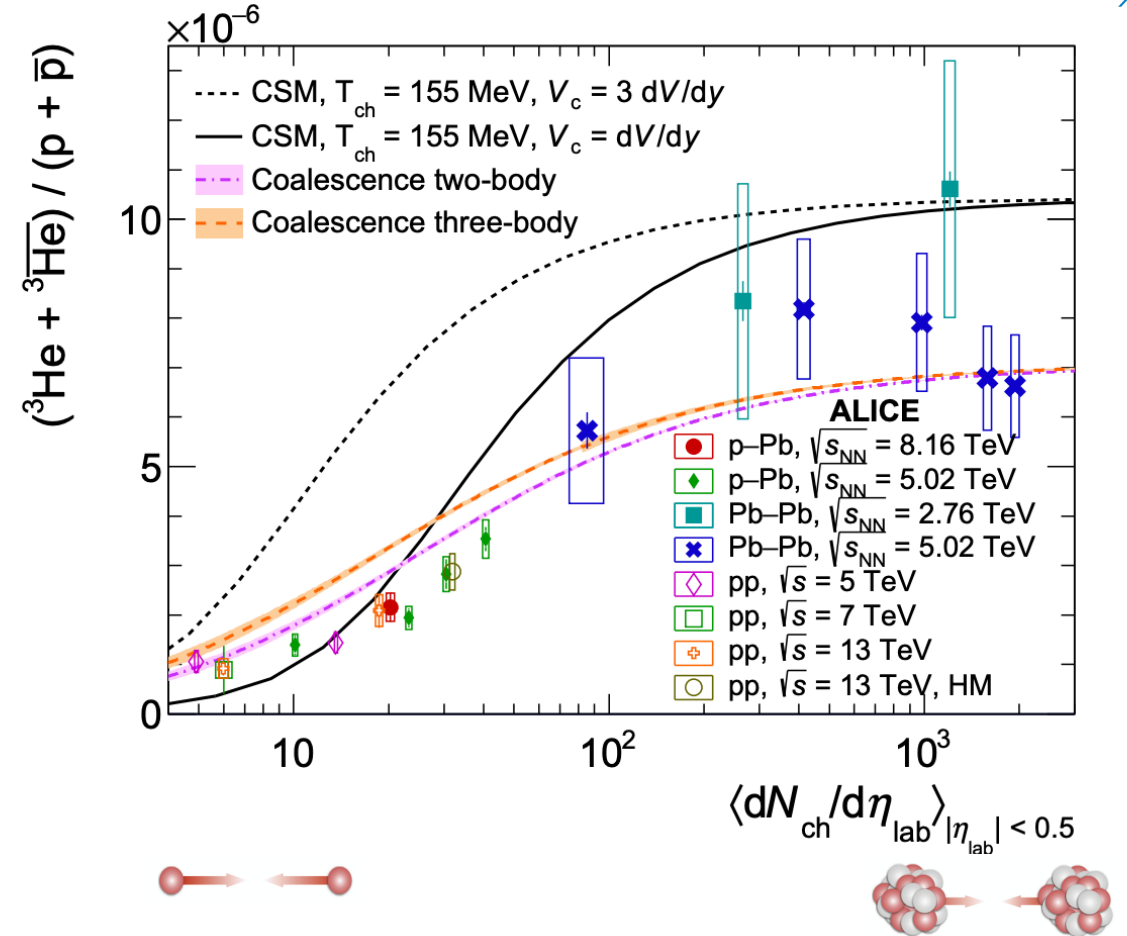 ×10⁻⁶
(³He + ³H̅e̅) / (p + p̅)
CSM, T_ch = 155 MeV, V_c = 3 dV/dy
CSM, T_ch = 155 MeV, V_c = dV/dy
Coalescence two-body
Coalescence three-body
10
5
0
ALICE
p–Pb, √s_NN = 8.16 TeV
p–Pb, √s_NN = 5.02 TeV
Pb–Pb, √s_NN = 2.76 TeV
Pb–Pb, √s_NN = 5.02 TeV
pp, √s = 5 TeV
pp, √s = 7 TeV
pp, √s = 13 TeV
pp, √s = 13 TeV, HM
10 10² 10³
⟨dN_ch/dη_lab⟩_|η_lab| < 0.5